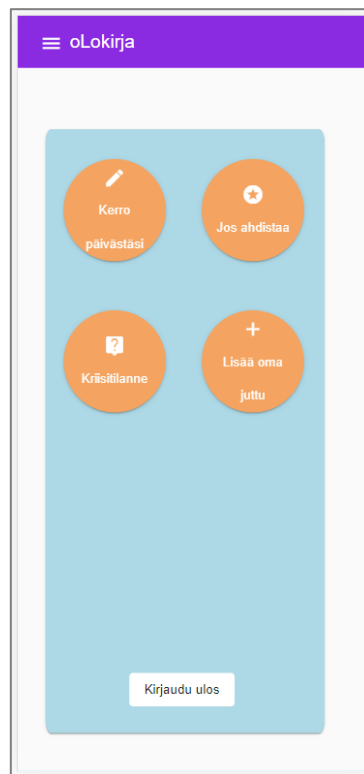 oLokirja
Kerro
päivästäsi
Jos ahdistaa
Kriisitilanne
Lisää oma
juttu
Kirjaudu ulos